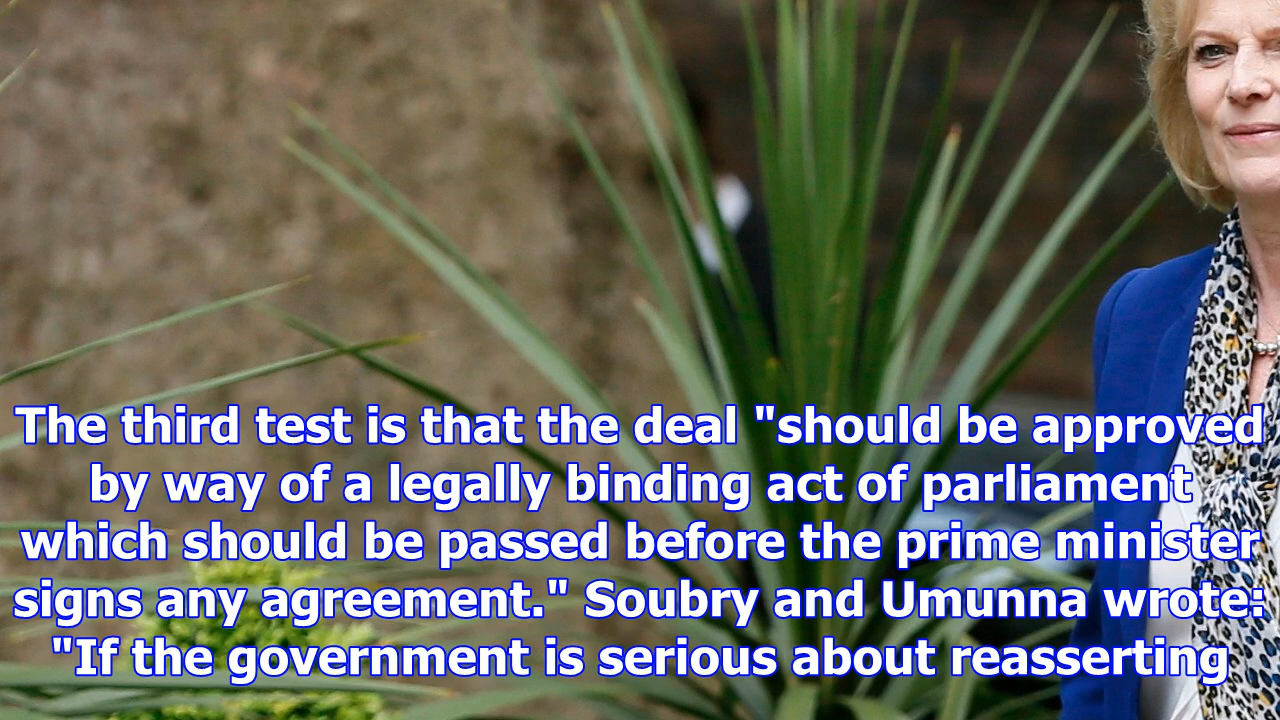 The third test is that the deal "should be approved
by way of a legally binding act of parliament
which should be passed before the prime minister
signs any agreement." Soubry and Umunna wrote:
"If the government is serious about reasserting